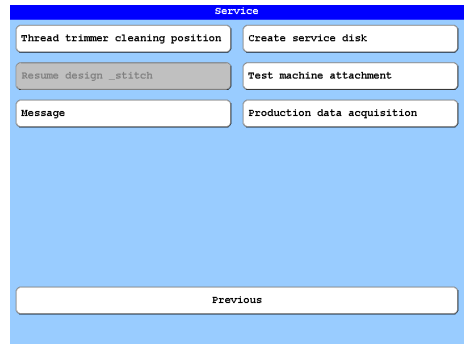 Service
Thread trimmer cleaning position
Create service disk
Resume design _stitch
Test machine attachment
Message
Production data acquisition
Previous